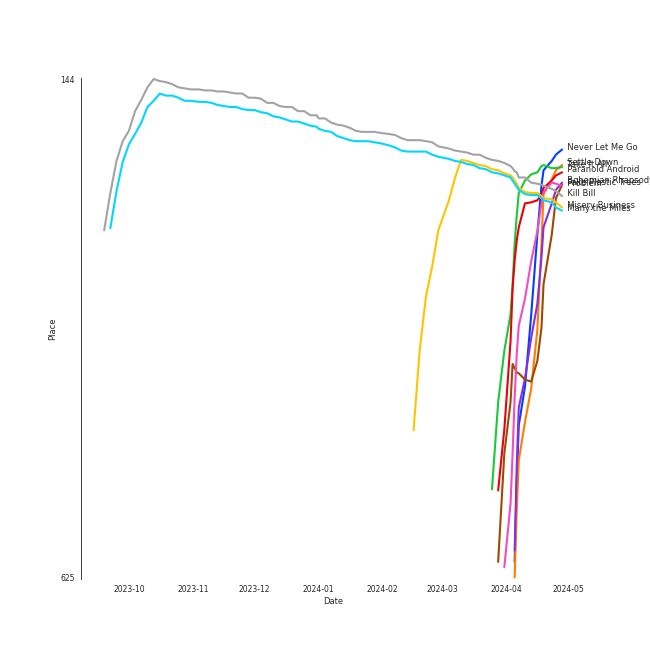 144
Never Let Me Go
Settle Down
Paranoid Android
Bohemian Rhapsody
Problem
Kill Bill
Misery Business
Many the Miles
Place
625
2023-10
2023-11
2023-12
2024-01
2024-02
2024-03
2024-04
2024-05
Date